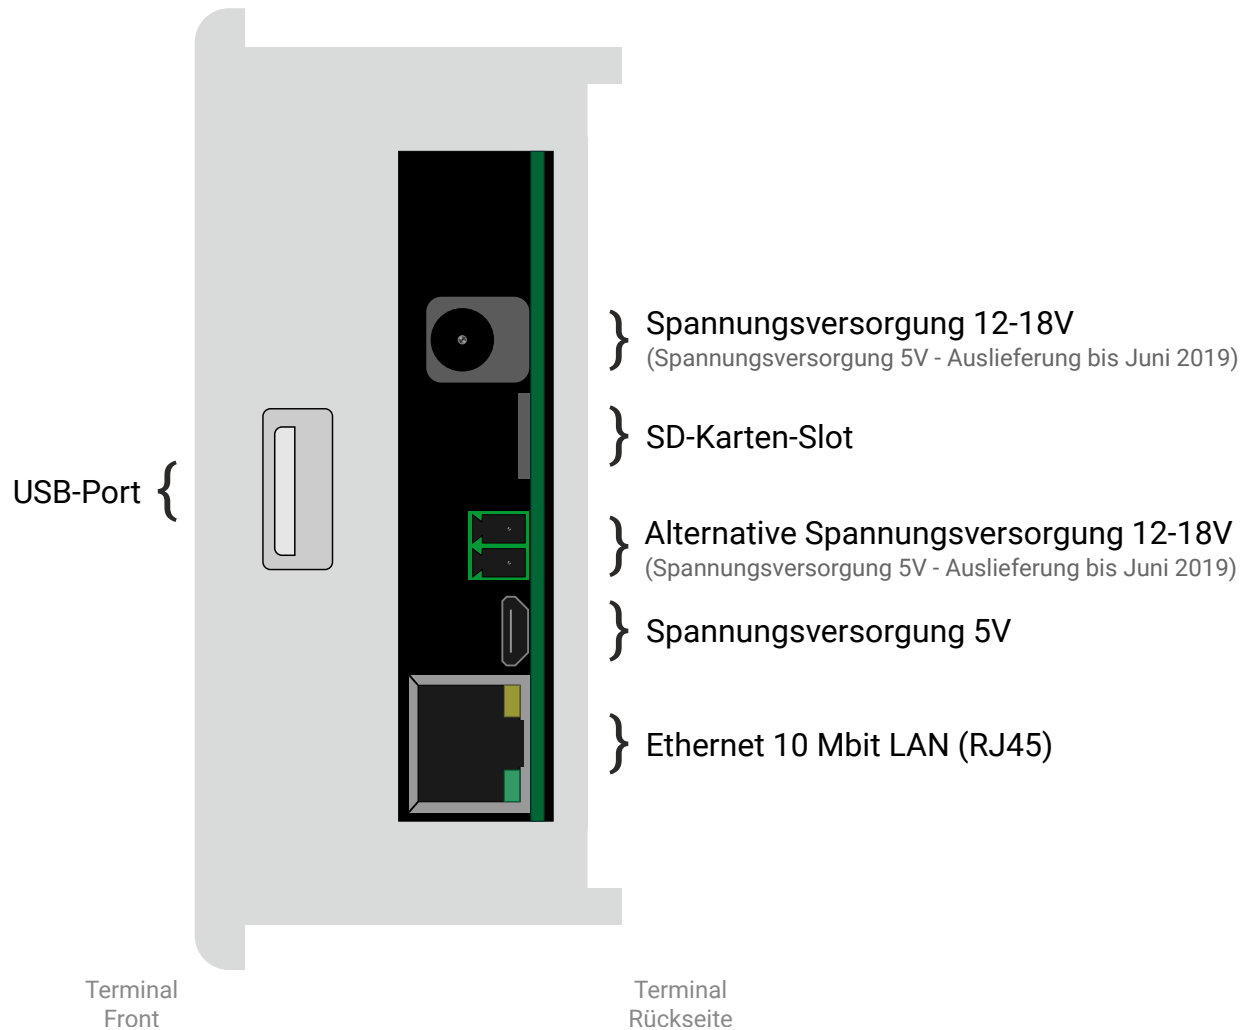 Spannungsversorgung 12-18V
(Spannungsversorgung 5V - Auslieferung bis Juni 2019)
SD-Karten-Slot
USB-Port
Alternative Spannungsversorgung 12-18V
(Spannungsversorgung 5V - Auslieferung bis Juni 2019)
Spannungsversorgung 5V
Ethernet 10 Mbit LAN (RJ45)
Terminal
Front
Terminal
Rückseite